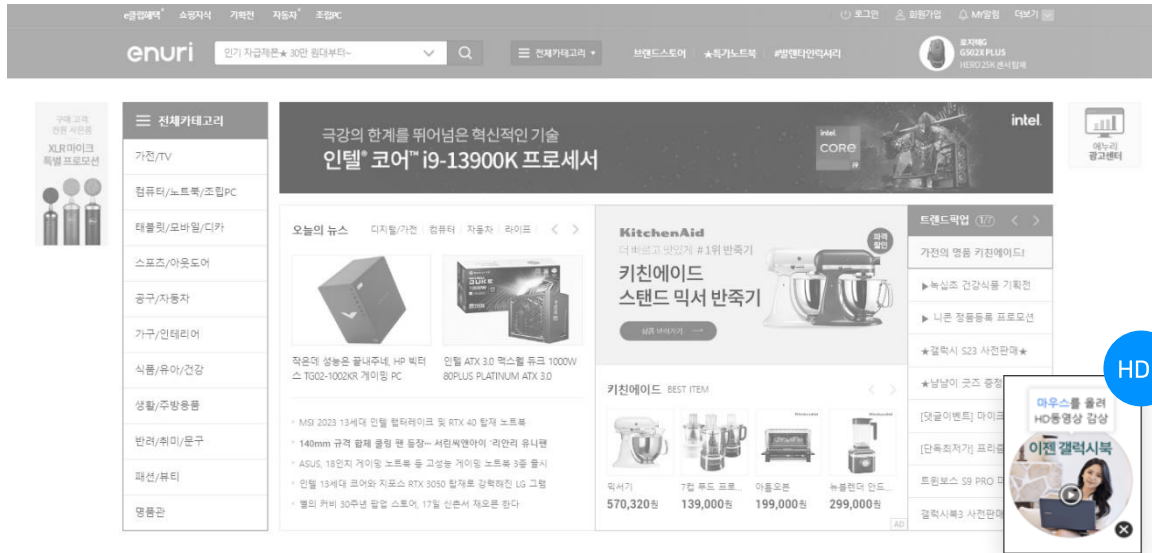 e클럽혜택 쇼핑지식 기획전 자동차 조립PC
로그인 회원가입 MY알림 더보기
enuri
인기 자급제폰★ 30만 원대부터~
전체카테고리
브랜드스토어 ★특가노트북 #발렌타인럭셔리
로지텍G
G502X PLUS
HERO 25K 센서 탑재
구매 고객
전원 사은품
XLR 마이크
특별 프로모션
전체카테고리
가전/TV
컴퓨터/노트북/조립PC
태블릿/모바일/디카
스포츠/아웃도어
공구/자동차
가구/인테리어
식품/유아/건강
생활/주방용품
반려/취미/문구
패션/뷰티
명품관
극강의 한계를 뛰어넘은 혁신적인 기술
인텔® 코어™ i9-13900K 프로세서
intel.
CORE
i9
intel.
에누리
광고센터
오늘의 뉴스 디지털/가전 컴퓨터 자동차 라이프
작은데 성능은 끝내주네, HP 빅터
스 TG02-1002KR 게이밍 PC
인텔 ATX 3.0 맥스웰 듀크 1000W
80PLUS PLATINUM ATX 3.0
MSI 2023 13세대 인텔 랩터레이크 및 RTX 40 탑재 노트북
140mm 규격 합체 쿨링 팬 등장~ 서린씨앤아이 '리안리 유니팬
ASUS, 18인치 게이밍 노트북 등 고성능 게이밍 노트북 3종 출시
인텔 13세대 코어와 지포스 RTX 3050 탑재로 강력해진 LG 그램
별의 커비 30주년 팝업 스토어, 17일 신촌서 재오픈 한다
KitchenAid
더 빠르고 맛있게 #1위 반죽기
키친에이드
스탠드 믹서 반죽기
상품 보러가기
파격
할인
키친에이드 BEST ITEM
믹서기
570,320원
7컵 푸드 프로...
139,000원
미톰오븐
199,000원
뉴블렌더 안드...
299,000원
AD
트렌드픽업 1/7
가전의 명품 키친에이드!
▶녹십초 건강식품 기획전
▶ 니콘 정품등록 프로모션
★갤럭시 S23 사전판매★
★냠냠이 굿즈 증정
[댓글이벤트] 마이크
[단독최저가] 프리
트윈보스 S9 PRO
갤럭시북3 사전판매
HD
마우스를 올려
HD동영상 감상
이젠 갤럭시북